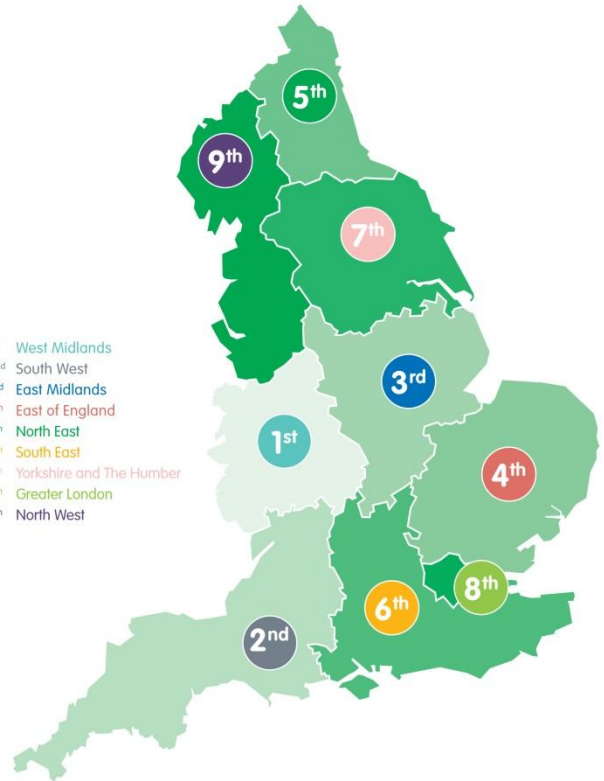 5th
9th
7th
West Midlands
nd South West
d East Midlands
h East of England
h North East
h South East
h Yorkshire and The Humber
h Greater London
h North West
3rd
1st
4th
8th
6th
2nd